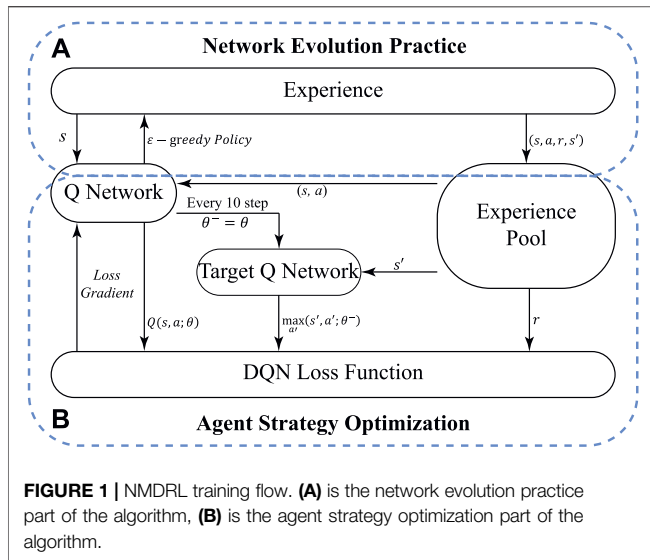 A
Network Evolution Practice
Experience
s
ε − greedy Policy
(s, a, r, s′)
Q Network
(s, a)
Every 10 step
θ⁻ = θ
Experience
Pool
Target Q Network
s′
Loss
Gradient
Q(s, a; θ)
max(s′, a′; θ⁻)
a′
r
DQN Loss Function
B
Agent Strategy Optimization
FIGURE 1 | NMDRL training flow. (A) is the network evolution practice
part of the algorithm, (B) is the agent strategy optimization part of the
algorithm.